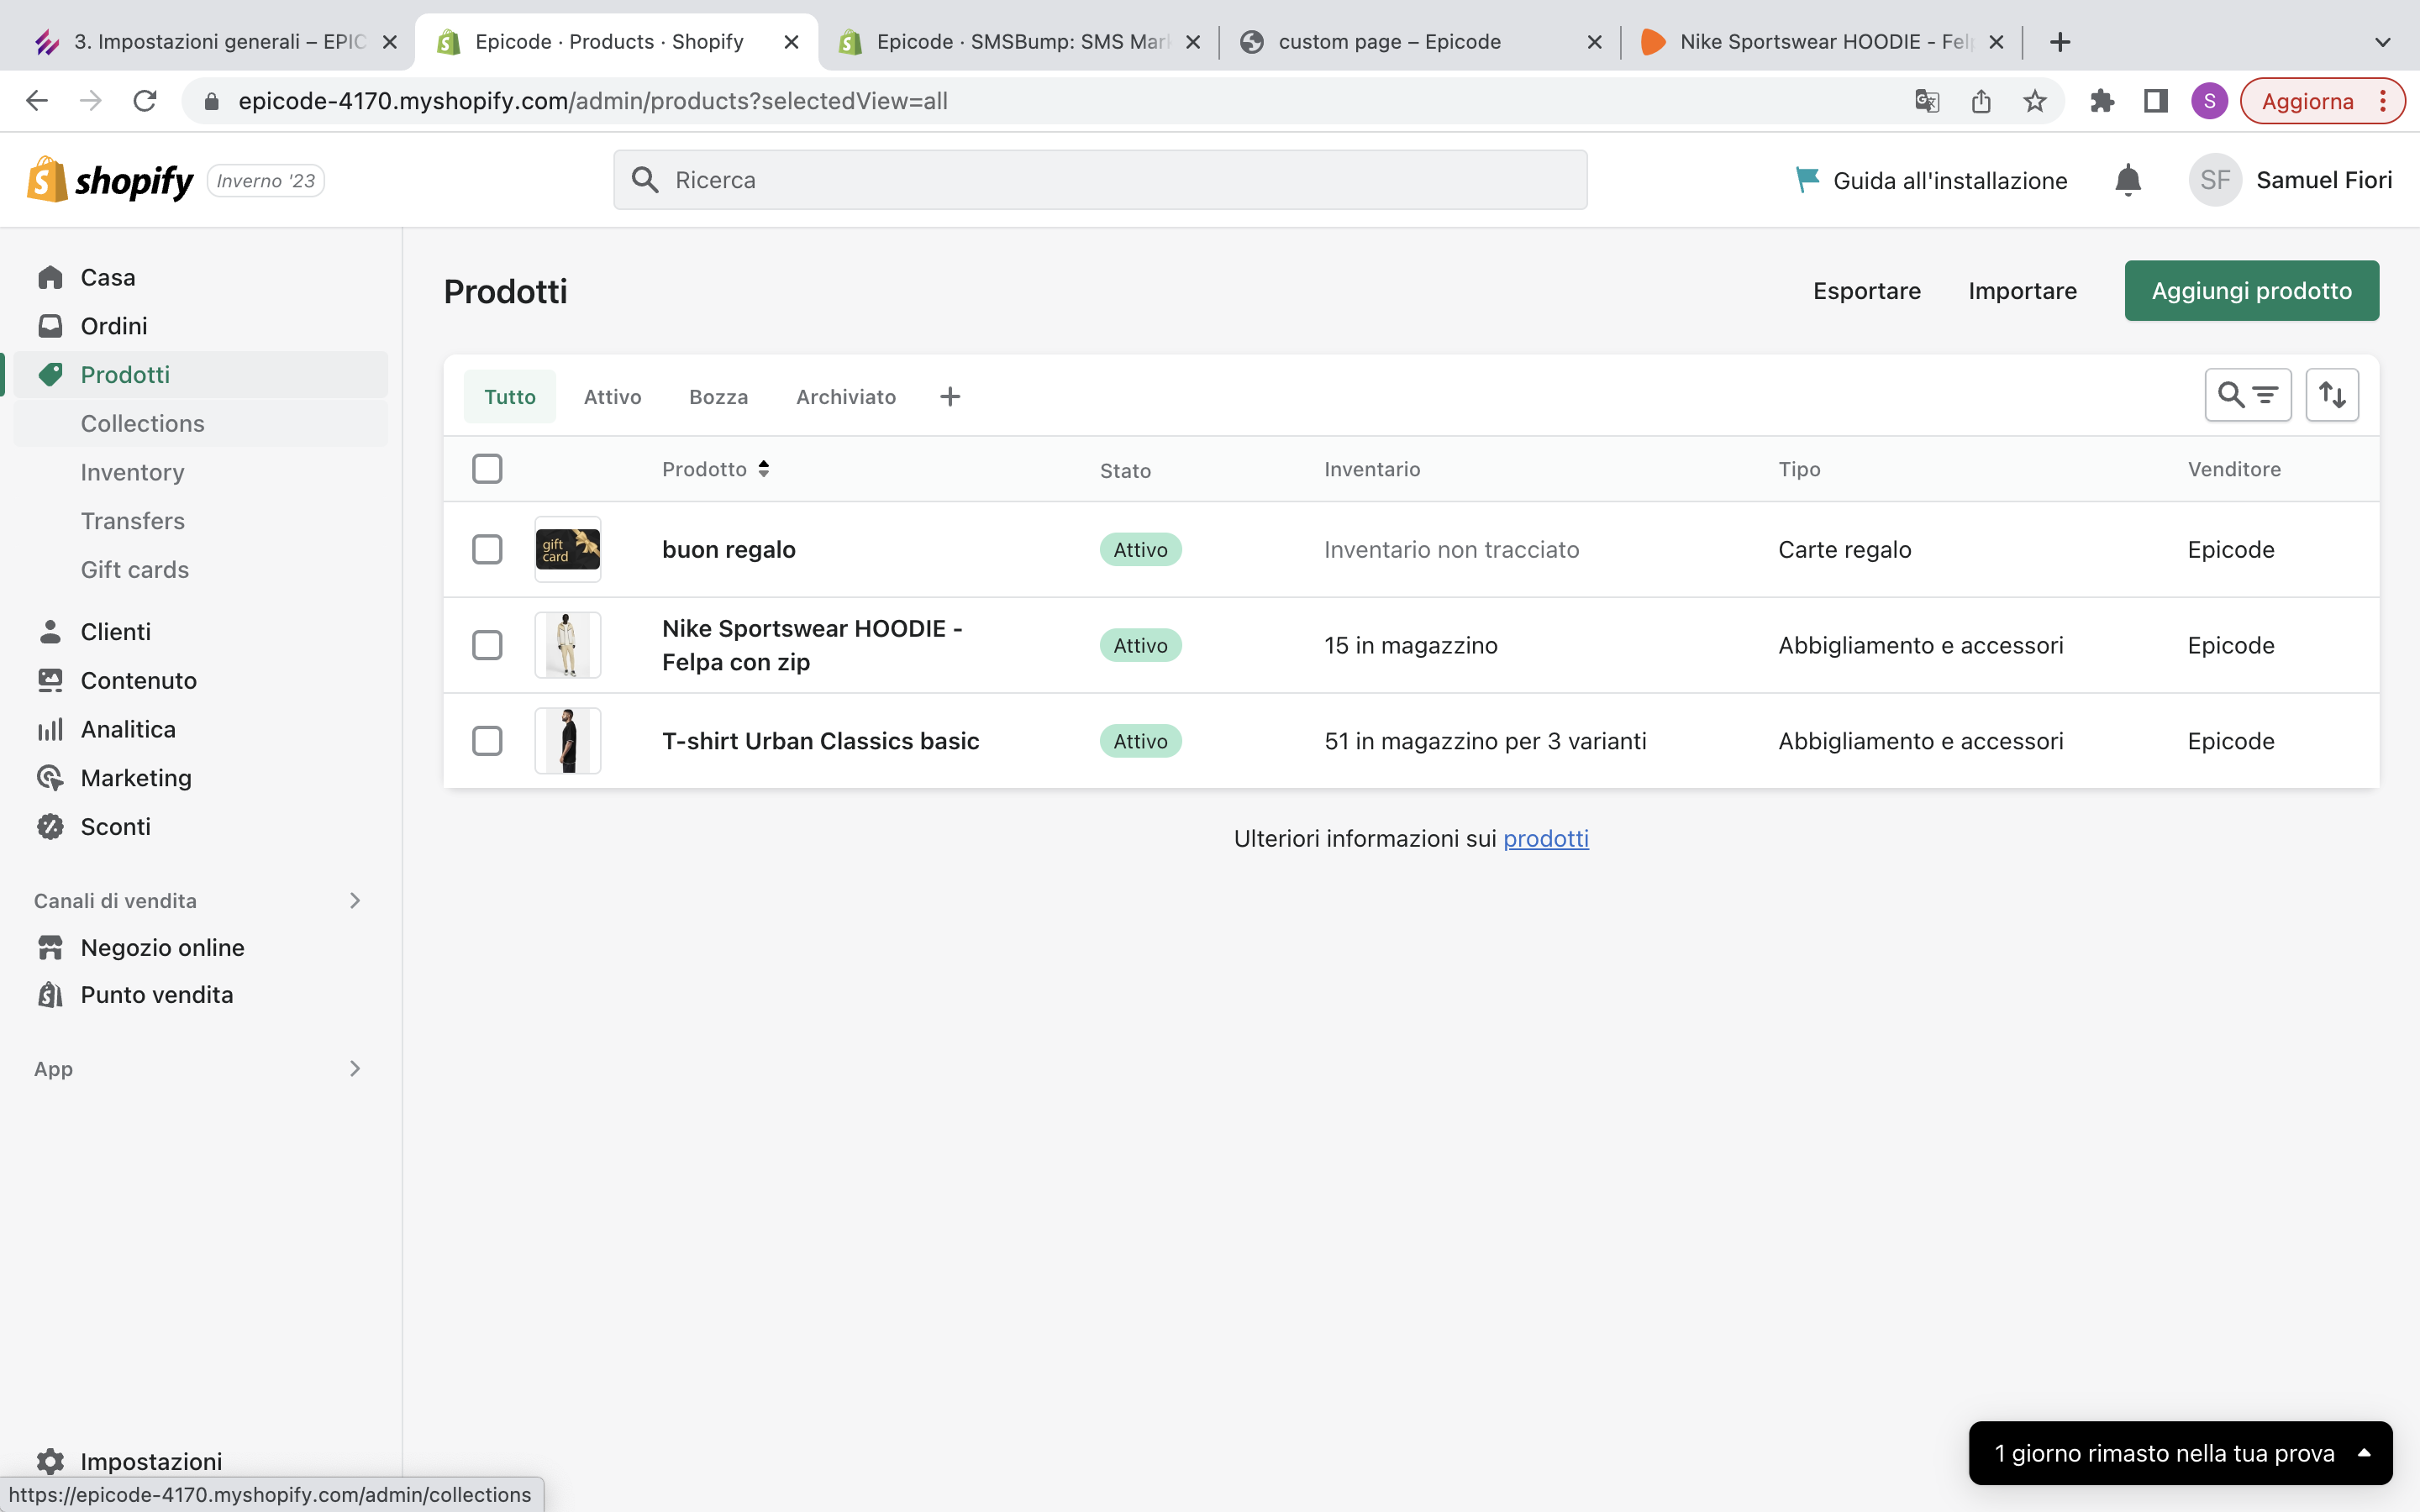 3. Impostazioni generali – EPIC
Epicode · Products · Shopify
Epicode · SMSBump: SMS Mar
custom page – Epicode
Nike Sportswear HOODIE - Felp
epicode-4170.myshopify.com/admin/products?selectedView=all
S
Aggiorna
shopify
Inverno '23
Ricerca
Guida all'installazione
SF
Samuel Fiori
Casa
Ordini
Prodotti
Collections
Inventory
Transfers
Gift cards
Clienti
Contenuto
Analitica
Marketing
Sconti
Canali di vendita
Negozio online
Punto vendita
App
Impostazioni
https://epicode-4170.myshopify.com/admin/collections
Prodotti
Esportare
Importare
Aggiungi prodotto
Tutto
Attivo
Bozza
Archiviato
Prodotto
Stato
Inventario
Tipo
Venditore
gift
card
buon regalo
Attivo
Inventario non tracciato
Carte regalo
Epicode
Nike Sportswear HOODIE -
Felpa con zip
Attivo
15 in magazzino
Abbigliamento e accessori
Epicode
T-shirt Urban Classics basic
Attivo
51 in magazzino per 3 varianti
Abbigliamento e accessori
Epicode
Ulteriori informazioni sui prodotti
1 giorno rimasto nella tua prova